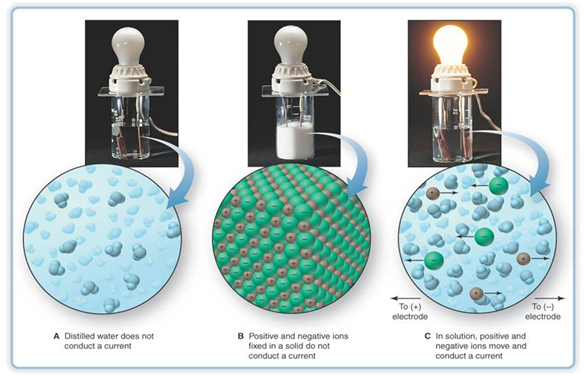 +
−
−
+
−
+
To (+)
electrode
To (−)
electrode
A Distilled water does not
conduct a current
B Positive and negative ions
fixed in a solid do not
conduct a current
C In solution, positive and
negative ions move and
conduct a current